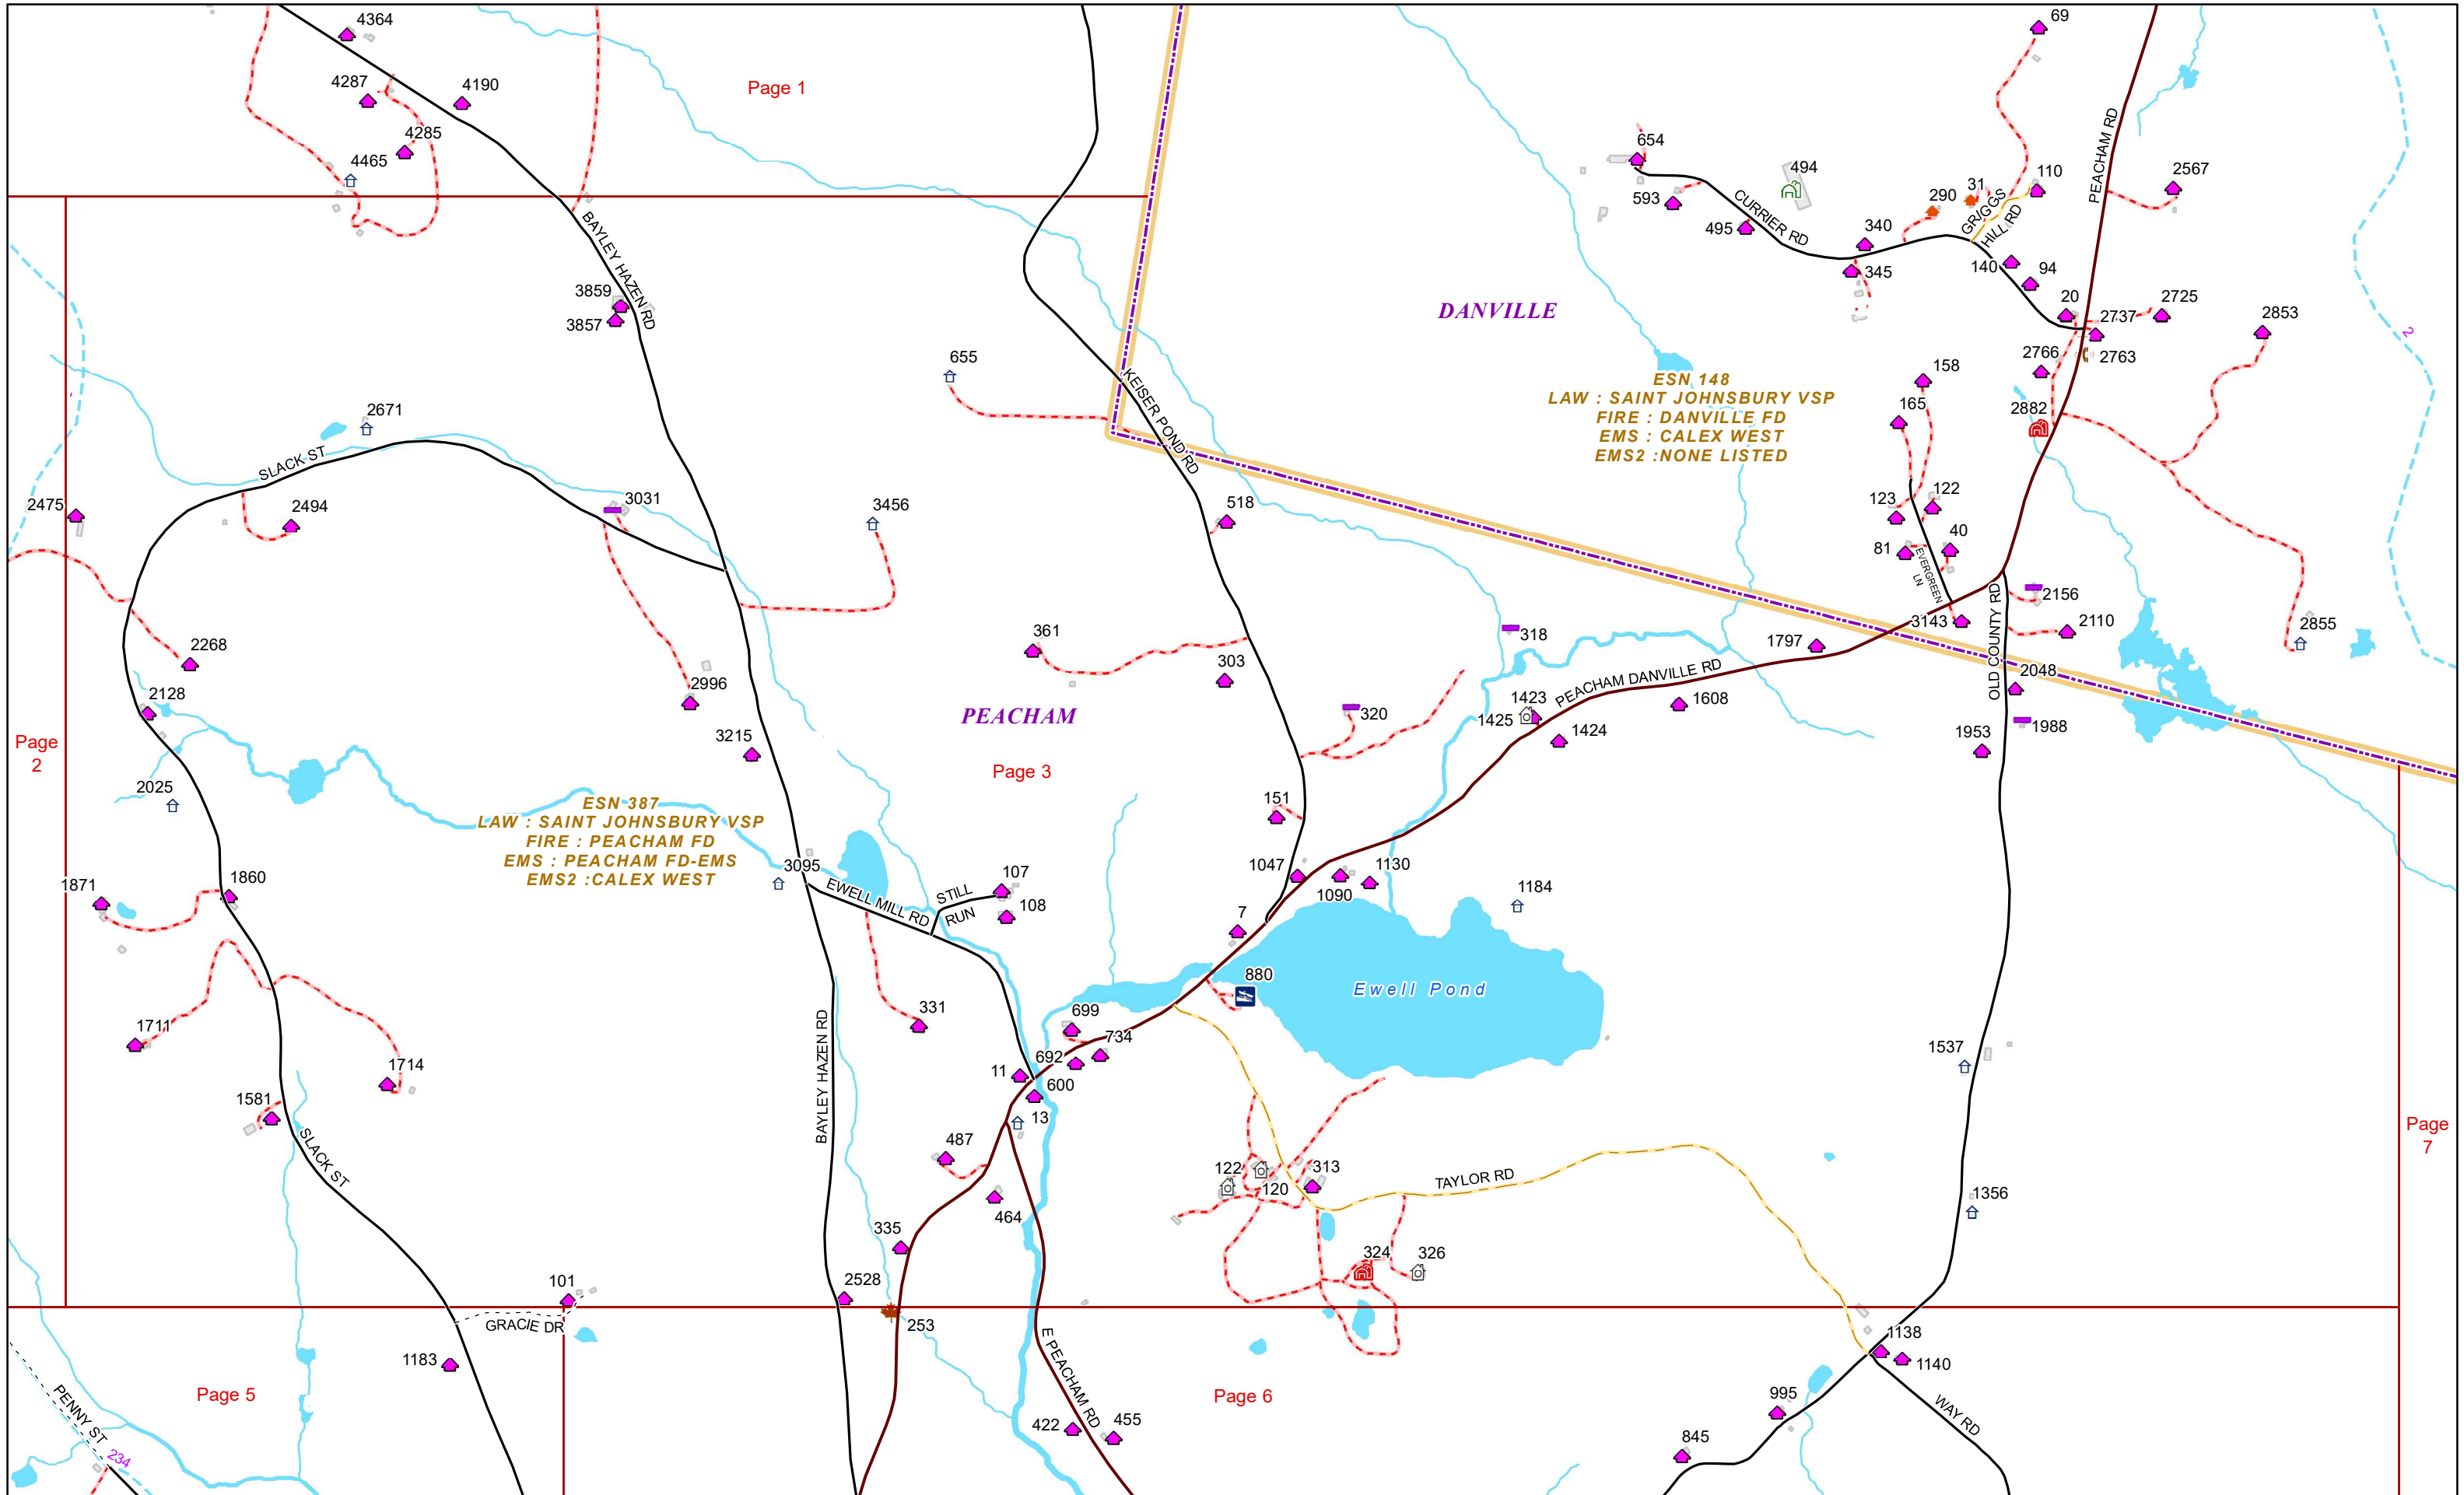 4364
69
Page 1
4287
4190
PEACHAM RD
4285
654
494
4465
110
2567
593
290
31
CURRIER RD
GRIGGS
HILL RD
495
340
BAYLEY HAZEN RD
140
94
345
3859
DANVILLE
20
2725
3857
2737
2853
2
655
2766
2763
158
KEISER POND RD
ESN 148
LAW : SAINT JOHNSBURY VSP
FIRE : DANVILLE FD
EMS : CALEX WEST
EMS2 :NONE LISTED
2671
165
2882
SLACK ST
2475
2494
3031
3456
518
123
122
81
40
EVERGREEN
LN
OLD COUNTY RD
2156
3143
2110
2855
361
318
1797
2268
303
PEACHAM DANVILLE RD
2048
2996
2128
PEACHAM
320
1423
1425
1608
1424
1988
3215
1953
Page
2
Page 3
2025
151
ESN 387
LAW : SAINT JOHNSBURY VSP
FIRE : PEACHAM FD
EMS : PEACHAM FD-EMS
EMS2 :CALEX WEST
3095
1047
1130
1871
1860
EWELL MILL RD
STILL
RUN
107
1090
1184
108
7
880
Ewell Pond
331
699
1711
BAYLEY HAZEN RD
734
692
1537
1714
11
600
1581
13
Page
7
SLACK ST
487
122
120
313
TAYLOR RD
464
1356
335
324
326
101
2528
GRACIE DR
253
E PEACHAM RD
1138
1183
1140
Page 5
Page 6
PENNY ST
995
WAY RD
422
455
845
234